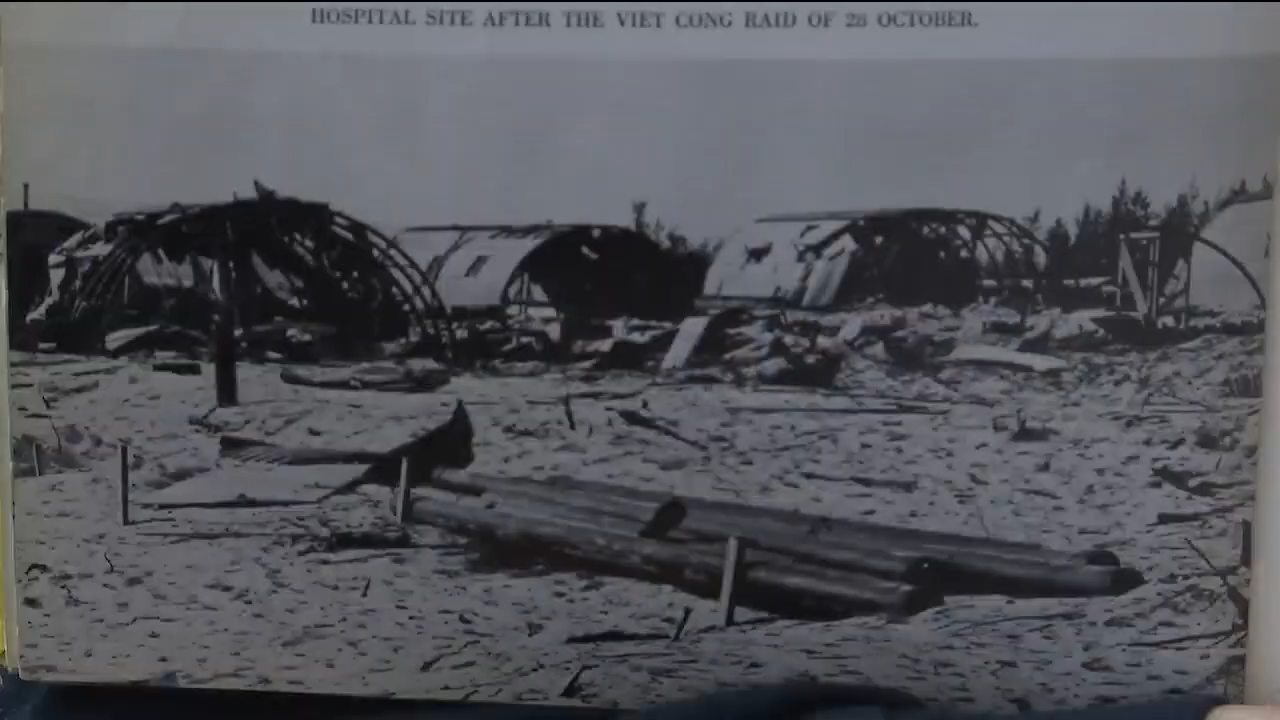 HOSPITAL SITE AFTER THE VIET CONG RAID OF 28 OCTOBER.